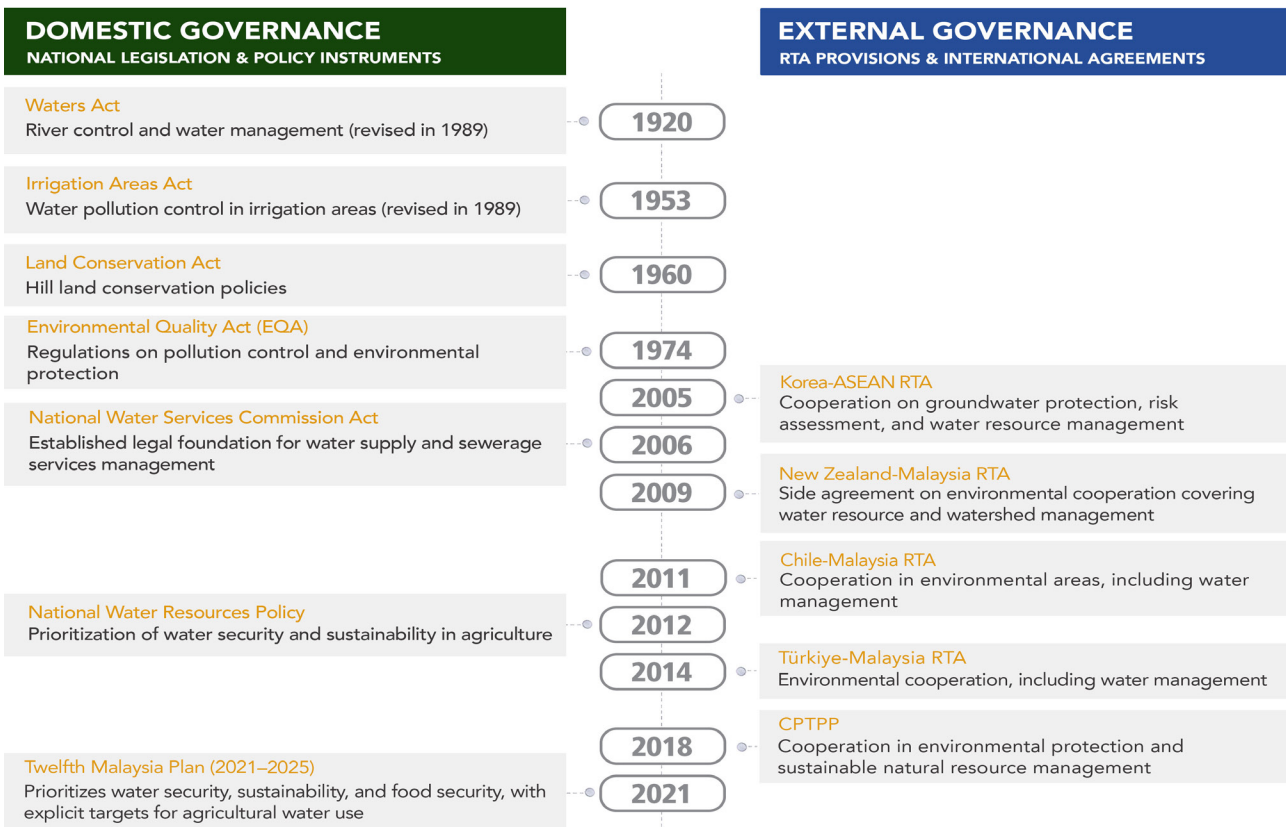 DOMESTIC GOVERNANCE
NATIONAL LEGISLATION & POLICY INSTRUMENTS
EXTERNAL GOVERNANCE
RTA PROVISIONS & INTERNATIONAL AGREEMENTS
Waters Act
River control and water management (revised in 1989)
1920
Irrigation Areas Act
Water pollution control in irrigation areas (revised in 1989)
1953
Land Conservation Act
Hill land conservation policies
1960
Environmental Quality Act (EQA)
Regulations on pollution control and environmental
protection
1974
2005
Korea-ASEAN RTA
Cooperation on groundwater protection, risk
assessment, and water resource management
National Water Services Commission Act
Established legal foundation for water supply and sewerage
services management
2006
2009
New Zealand-Malaysia RTA
Side agreement on environmental cooperation covering
water resource and watershed management
2011
Chile-Malaysia RTA
Cooperation in environmental areas, including water
management
National Water Resources Policy
Prioritization of water security and sustainability in agriculture
2012
2014
Türkiye-Malaysia RTA
Environmental cooperation, including water management
2018
CPTPP
Cooperation in environmental protection and
sustainable natural resource management
Twelfth Malaysia Plan (2021–2025)
Prioritizes water security, sustainability, and food security, with
explicit targets for agricultural water use
2021